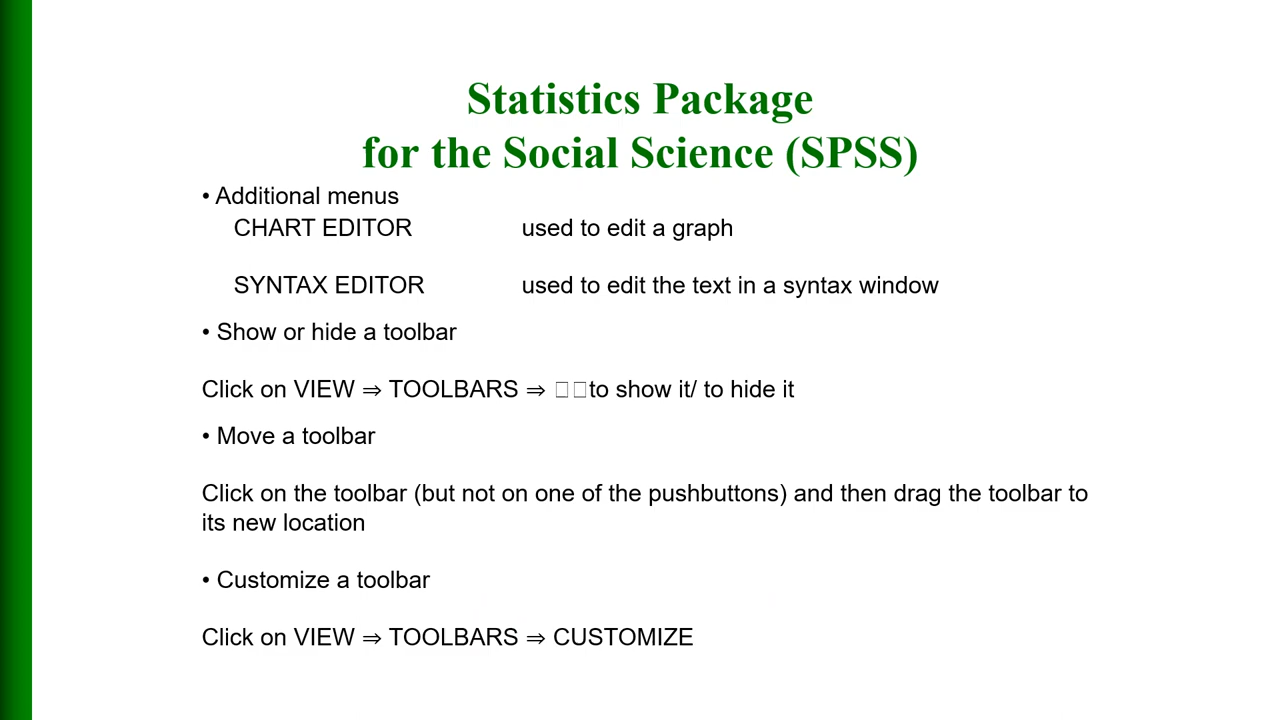 Statistics Package
for the Social Science (SPSS)
• Additional menus
CHART EDITOR used to edit a graph
SYNTAX EDITOR used to edit the text in a syntax window
• Show or hide a toolbar
Click on VIEW ⇒ TOOLBARS ⇒ □□to show it/ to hide it
• Move a toolbar
Click on the toolbar (but not on one of the pushbuttons) and then drag the toolbar to
its new location
• Customize a toolbar
Click on VIEW ⇒ TOOLBARS ⇒ CUSTOMIZE